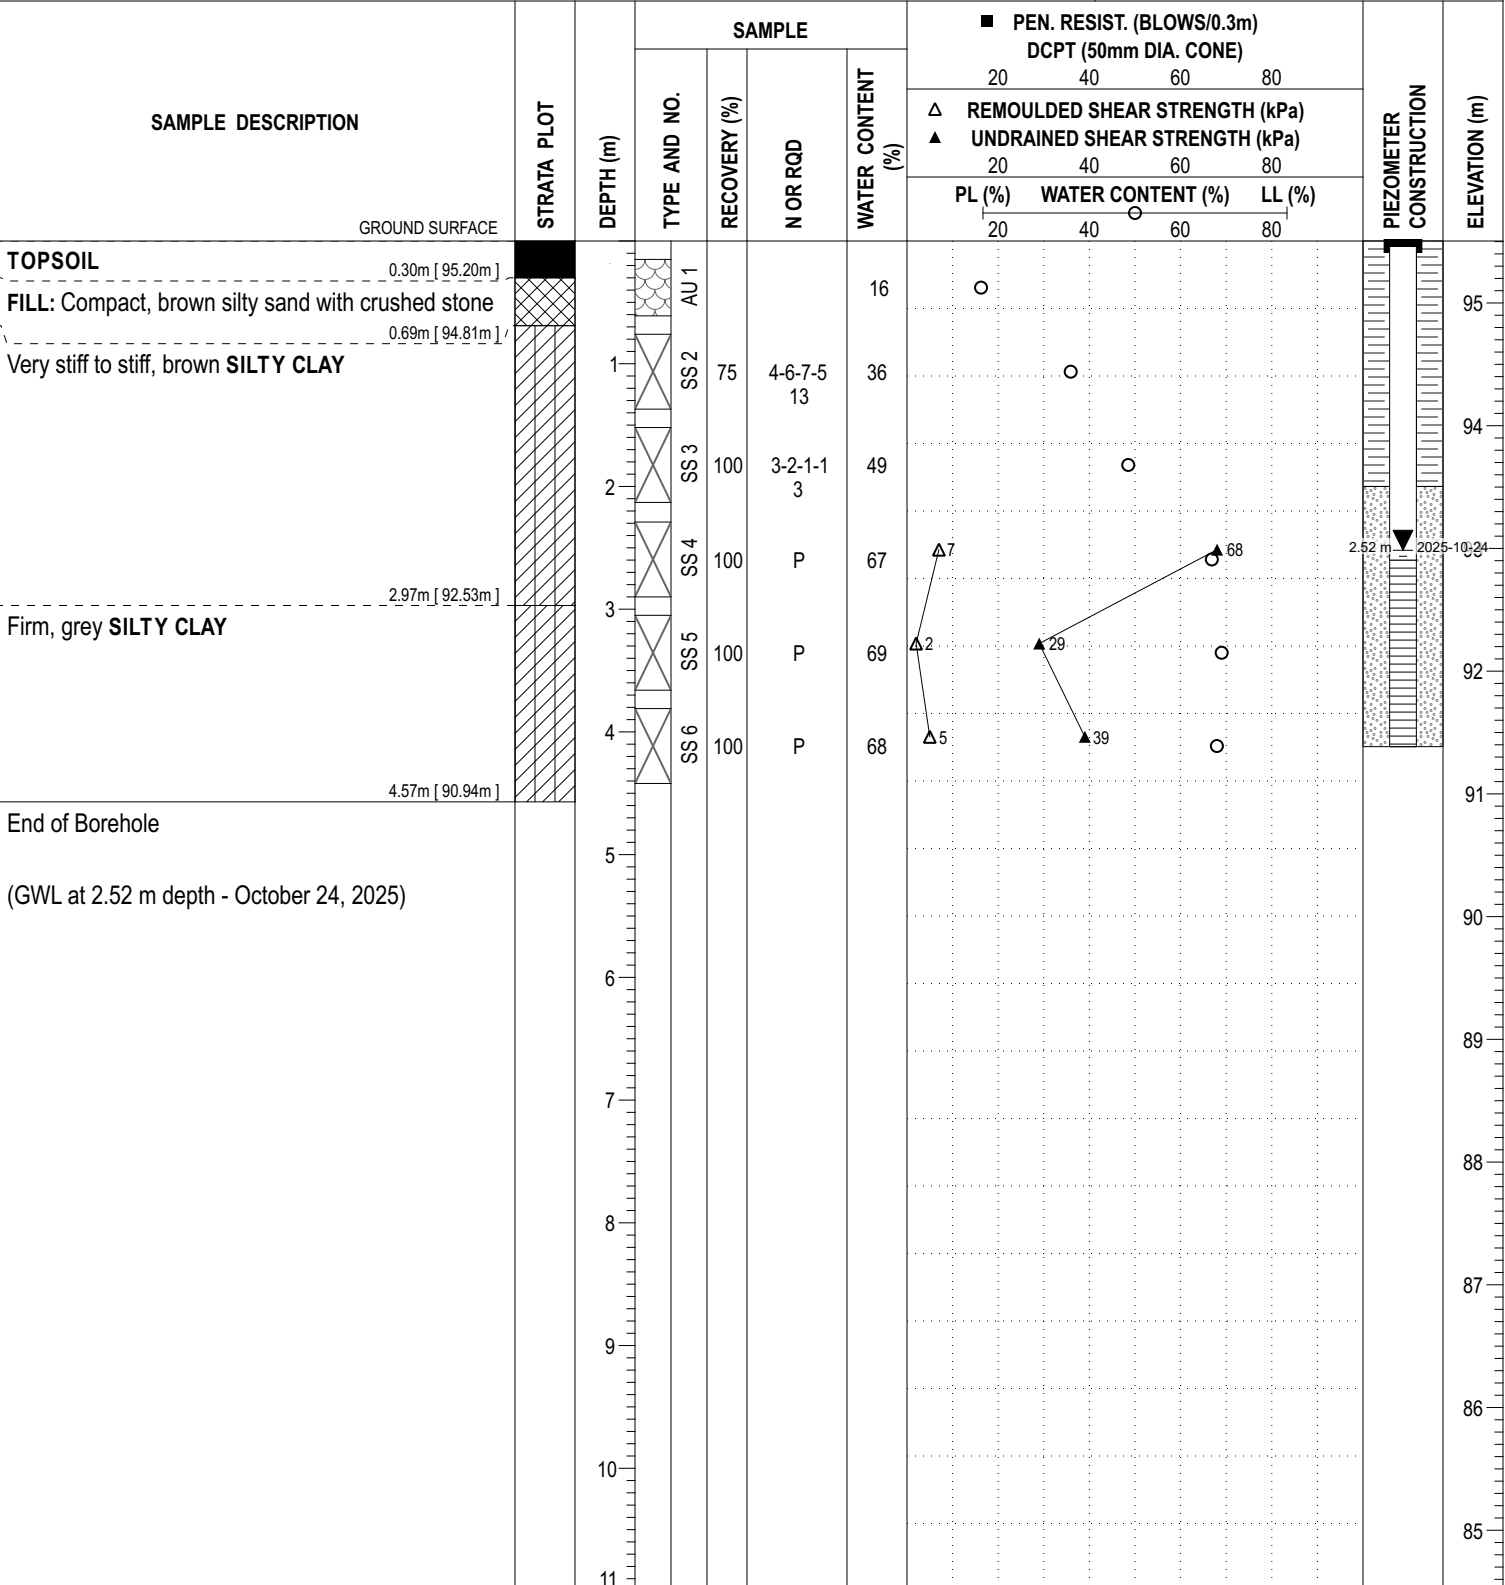 SAMPLE DESCRIPTION
GROUND SURFACE
STRATA PLOT
DEPTH (m)
SAMPLE
TYPE AND NO.
RECOVERY (%)
N OR RQD
WATER CONTENT
(%)
■ PEN. RESIST. (BLOWS/0.3m)
DCPT (50mm DIA. CONE)
20 40 60 80
△ REMOULDED SHEAR STRENGTH (kPa)
▲ UNDRAINED SHEAR STRENGTH (kPa)
20 40 60 80
PL (%) WATER CONTENT (%) LL (%)
20 40 60 80
PIEZOMETER
CONSTRUCTION
ELEVATION (m)
TOPSOIL
0.30m [ 95.20m ]
FILL: Compact, brown silty sand with crushed stone
0.69m [ 94.81m ]
Very stiff to stiff, brown SILTY CLAY
2.97m [ 92.53m ]
Firm, grey SILTY CLAY
4.57m [ 90.94m ]
End of Borehole
(GWL at 2.52 m depth - October 24, 2025)
1
2
3
4
5
6
7
8
9
10
11
AU 1 16
SS 2 75 4-6-7-5 36
13
SS 3 100 3-2-1-1 49
3
SS 4 100 P 67
SS 5 100 P 69
SS 6 100 P 68
7 68
2 29
5 39
2.52 m 2025-10-24
95
94
93
92
91
90
89
88
87
86
85